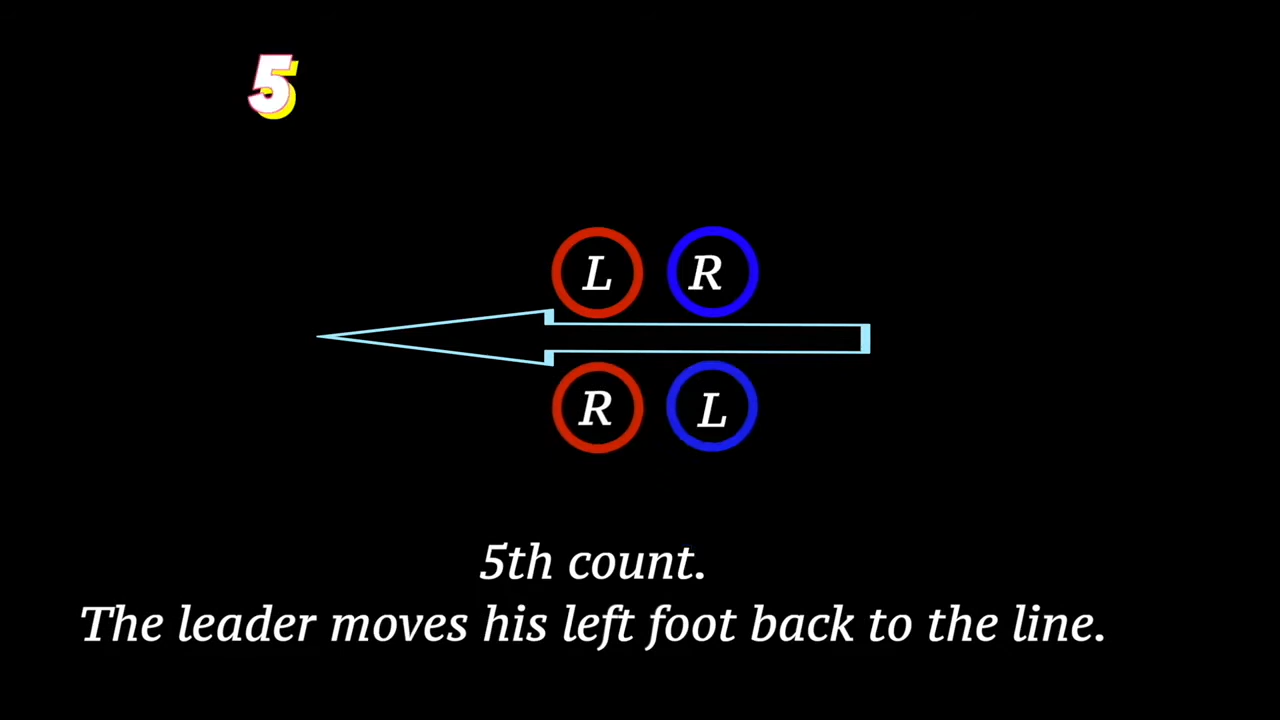 5
L R
R L
5th count.
The leader moves his left foot back to the line.